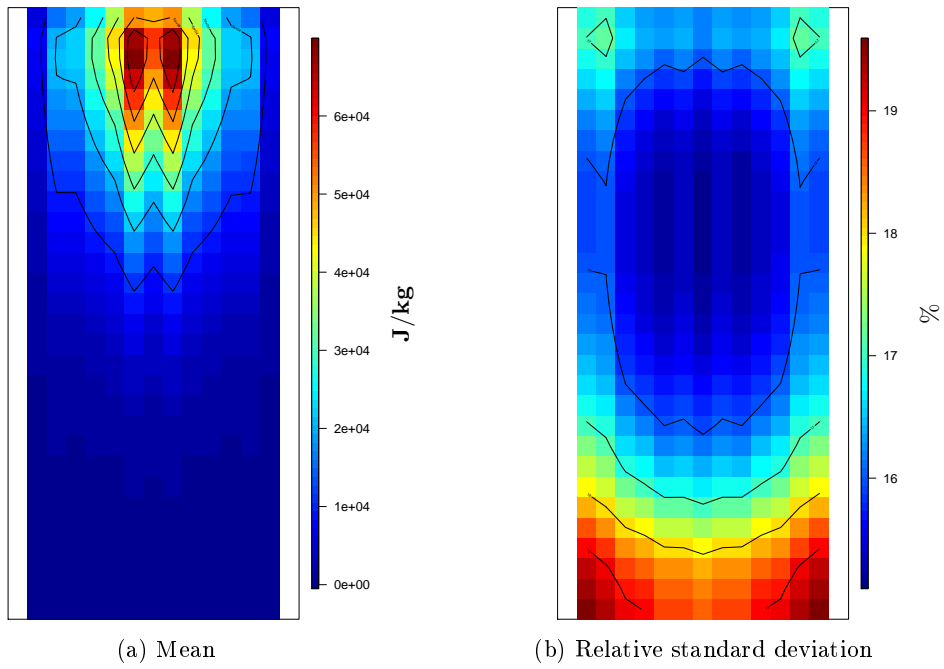 6e+04
5e+04
4e+04
3e+04
2e+04
1e+04
0e+00
J/kg
19
18
17
16
%
(a) Mean
(b) Relative standard deviation